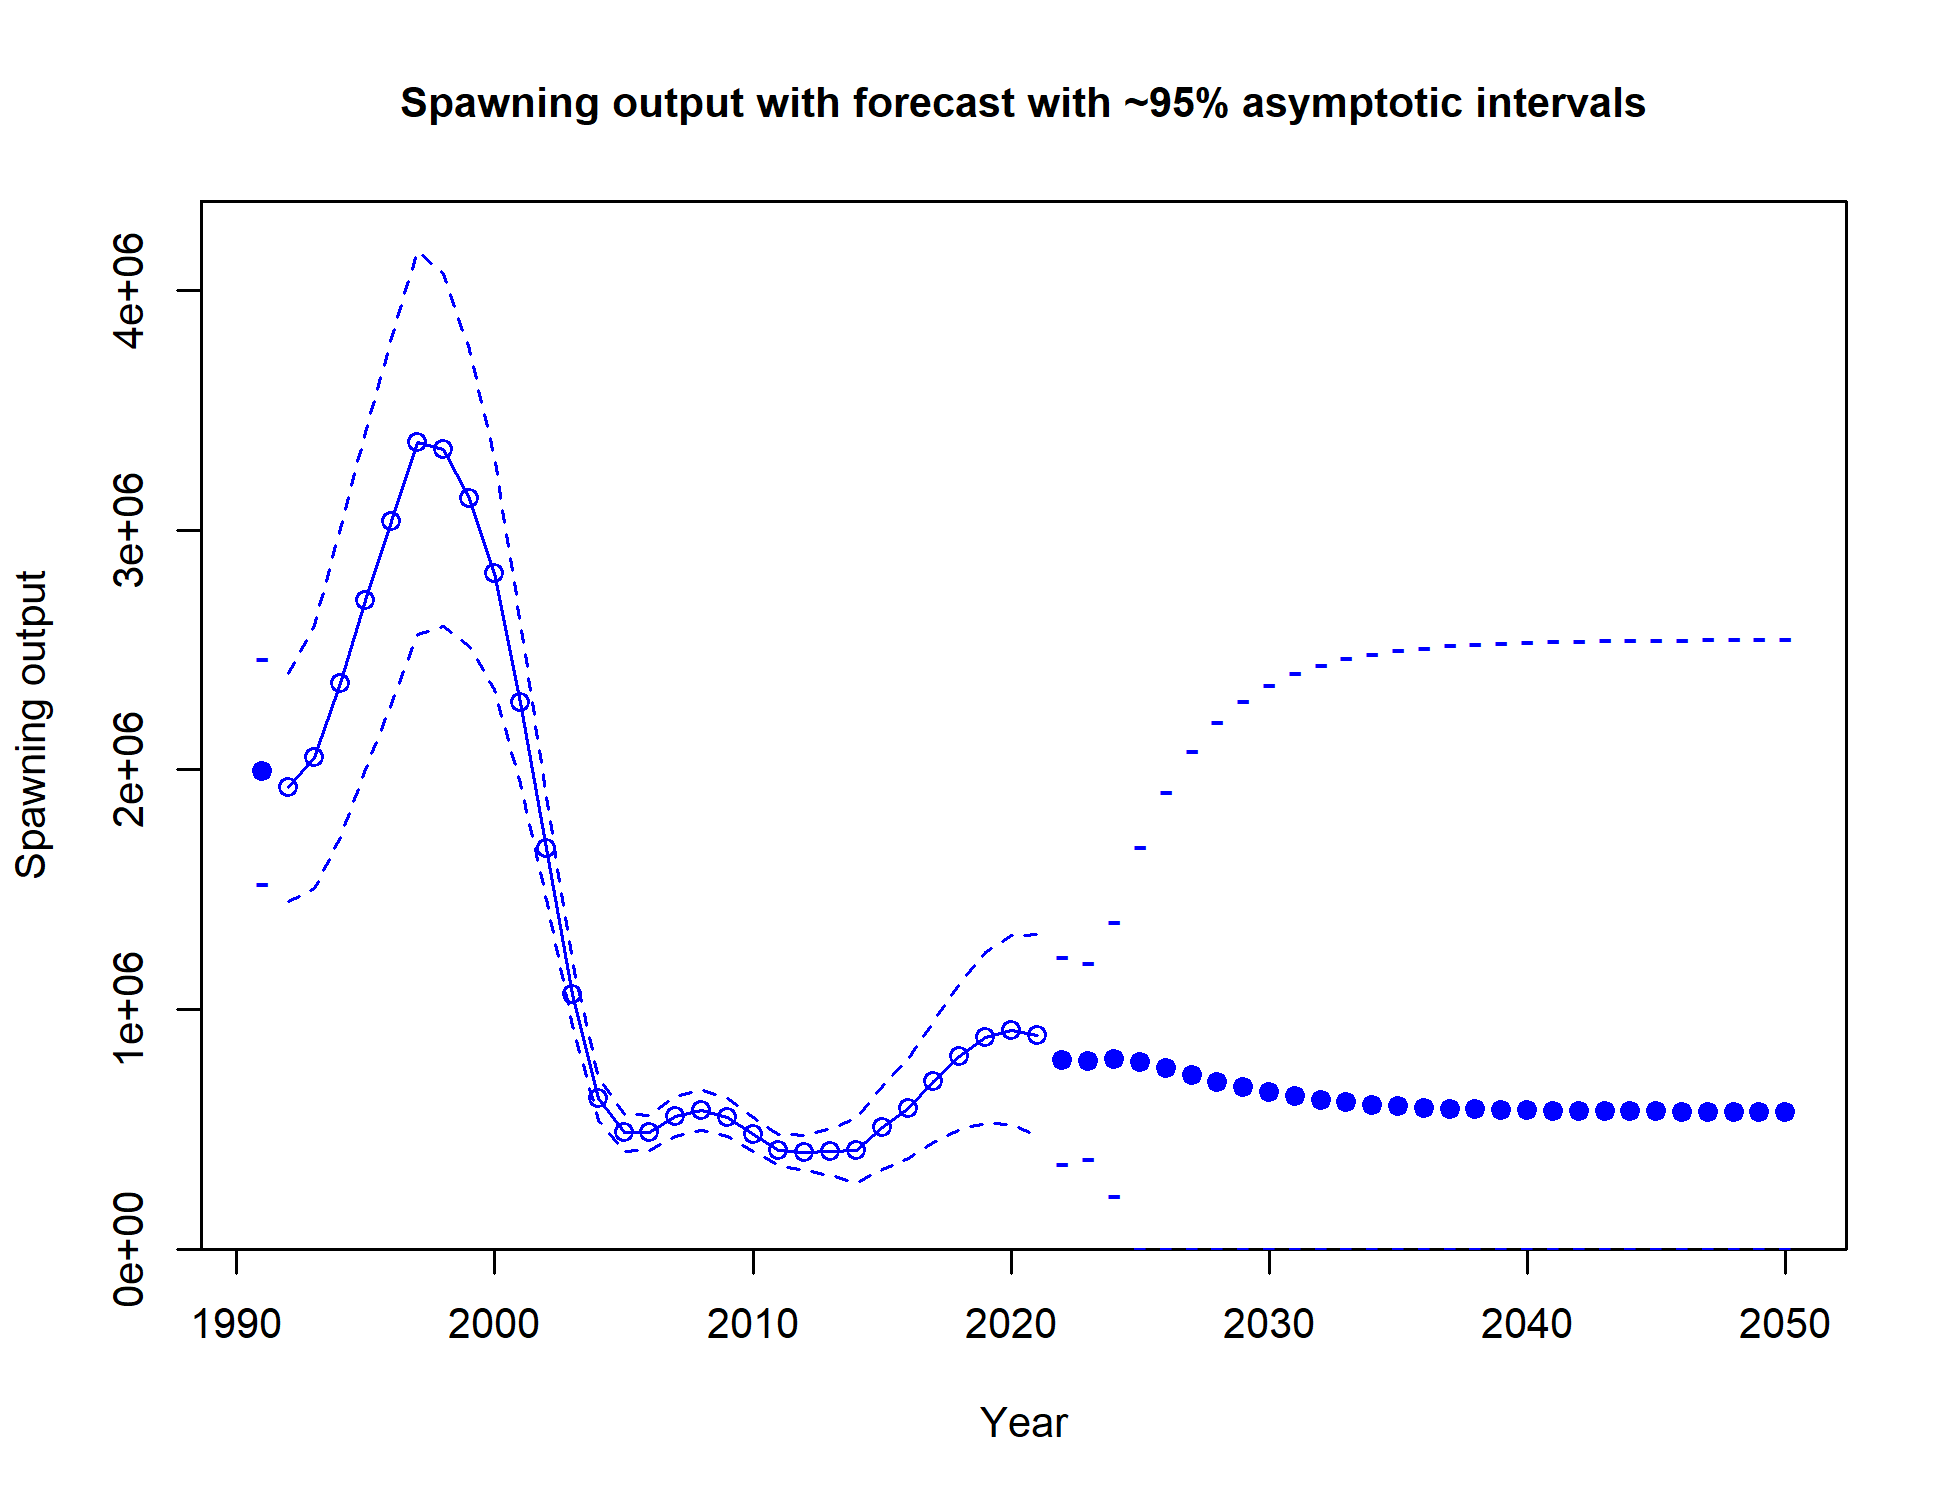 Spawning output with forecast with ~95% asymptotic intervals
Spawning output
4e+06
3e+06
2e+06
1e+06
0e+00
1990 2000 2010 2020 2030 2040 2050
Year